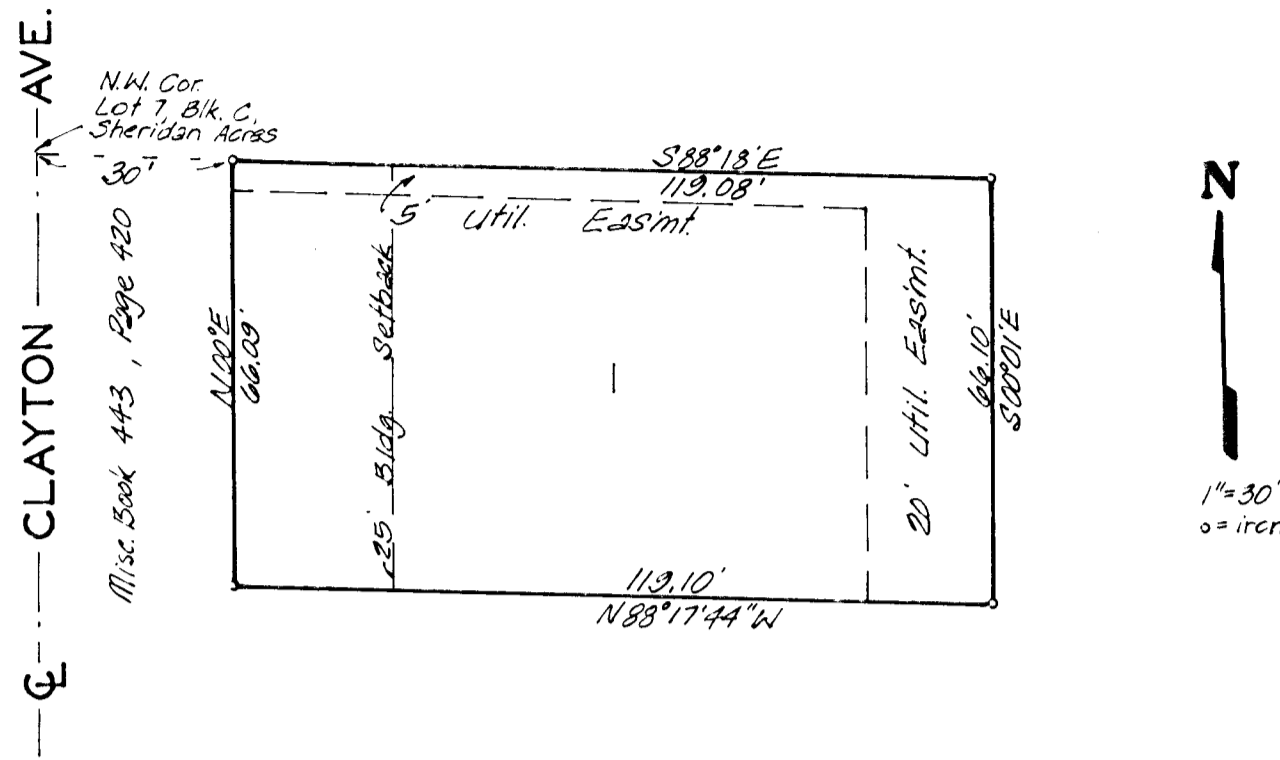 CLAYTON AVE.
N.W. Cor.
Lot 7, Blk. C,
Sheridan Acres
30'
Misc. Book 443, Page 420
S88°18'E
119.08'
5' Util. Easm't.
N00°E
66.09'
25' Bldg. Setback
20' Util. Easm't.
66.10'
S00°01'E
119.10'
N88°17'44"W
N
1"=30'
o = iron
℄